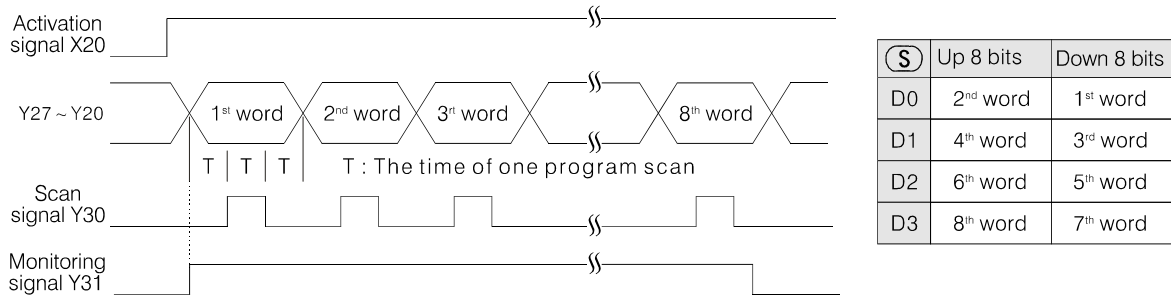 Activation
signal X20
Y27 ~ Y20
1st word
2nd word
3rt word
8th word
T
T
T
T : The time of one program scan
Scan
signal Y30
Monitoring
signal Y31
S Up 8 bits Down 8 bits
D0 2nd word 1st word
D1 4th word 3rd word
D2 6th word 5th word
D3 8th word 7th word